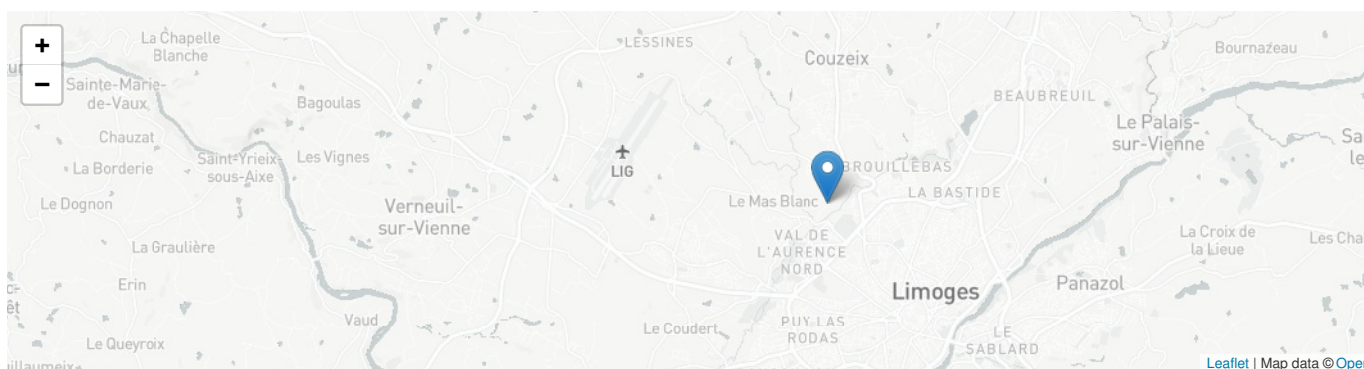 +
−
La Chapelle
Blanche
LESSINES
Couzeix
Bournazeau
Sainte-Marie-
de-Vaux
Bagoulas
BEAUBREUIL
Chauzat
Le Palais-
sur-Vienne
La Borderie
Saint-Yrieix-
sous-Aixe
Les Vignes
LIG
BROUILLEBAS
LA BASTIDE
Le Dognon
Verneuil-
sur-Vienne
Le Mas Blanc
La Graulière
VAL DE
L'AURENCE
NORD
La Croix de
la Lieue
Les Cha
Erin
Limoges
Panazol
Vaud
Le Coudert
PUY LAS
RODAS
LE
SABLARD
Le Queyroix
uillaumeix
Leaflet | Map data © Ope